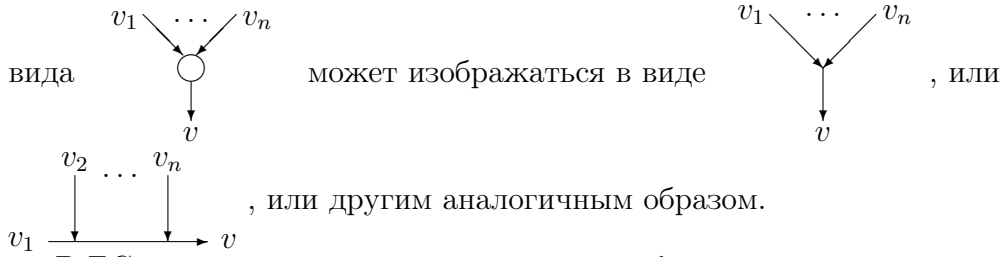 v₁ ⋯ vₙ v₁ ⋯ vₙ
вида может изображаться в виде , или
v v
v₂ ⋯ vₙ
, или другим аналогичным образом.
v₁ v